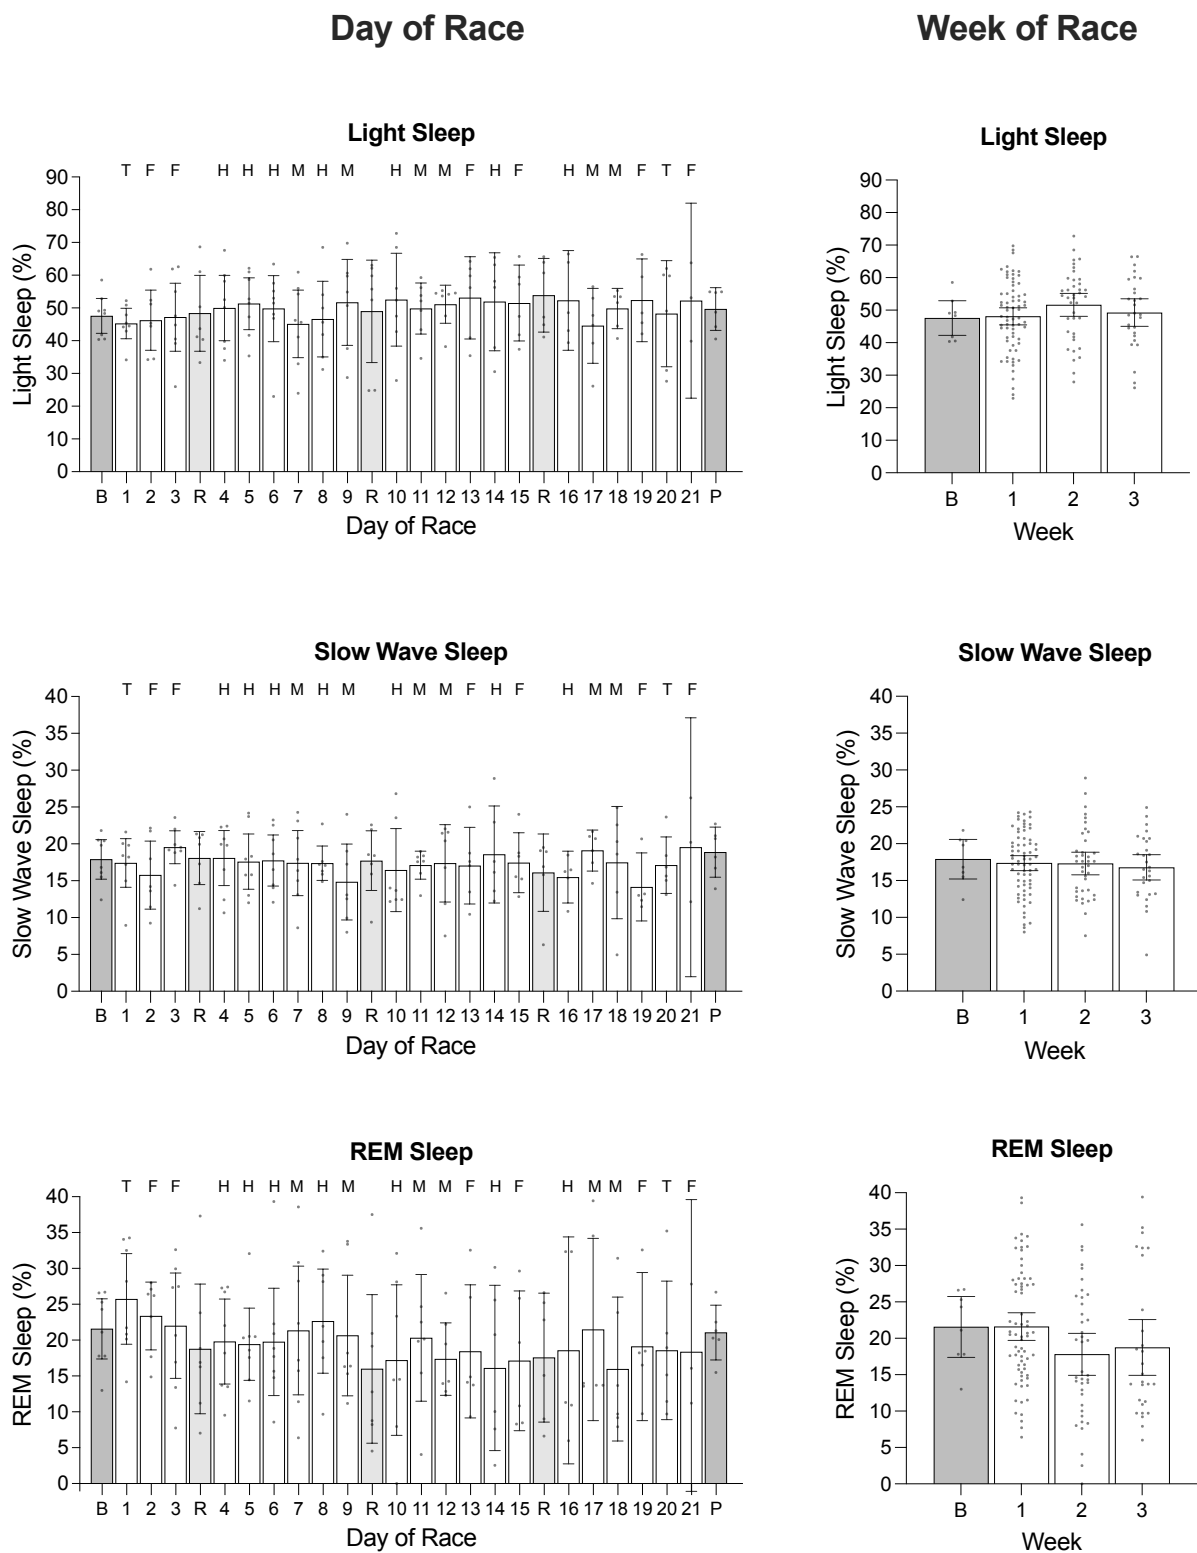 Day of Race
Week of Race
Light Sleep
T F F H H H M H M H M M F H F H M M F T F
Light Sleep (%)
90
80
70
60
50
40
30
20
10
0
B 1 2 3 R 4 5 6 7 8 9 R 10 11 12 13 14 15 R 16 17 18 19 20 21 P
Day of Race
Light Sleep
Light Sleep (%)
90
80
70
60
50
40
30
20
10
0
B 1 2 3
Week
Slow Wave Sleep
T F F H H H M H M H M M F H F H M M F T F
Slow Wave Sleep (%)
40
35
30
25
20
15
10
5
0
B 1 2 3 R 4 5 6 7 8 9 R 10 11 12 13 14 15 R 16 17 18 19 20 21 P
Day of Race
Slow Wave Sleep
Slow Wave Sleep (%)
40
35
30
25
20
15
10
5
0
B 1 2 3
Week
REM Sleep
T F F H H H M H M H M M F H F H M M F T F
REM Sleep (%)
40
35
30
25
20
15
10
5
0
B 1 2 3 R 4 5 6 7 8 9 R 10 11 12 13 14 15 R 16 17 18 19 20 21 P
Day of Race
REM Sleep
REM Sleep (%)
40
35
30
25
20
15
10
5
0
B 1 2 3
Week